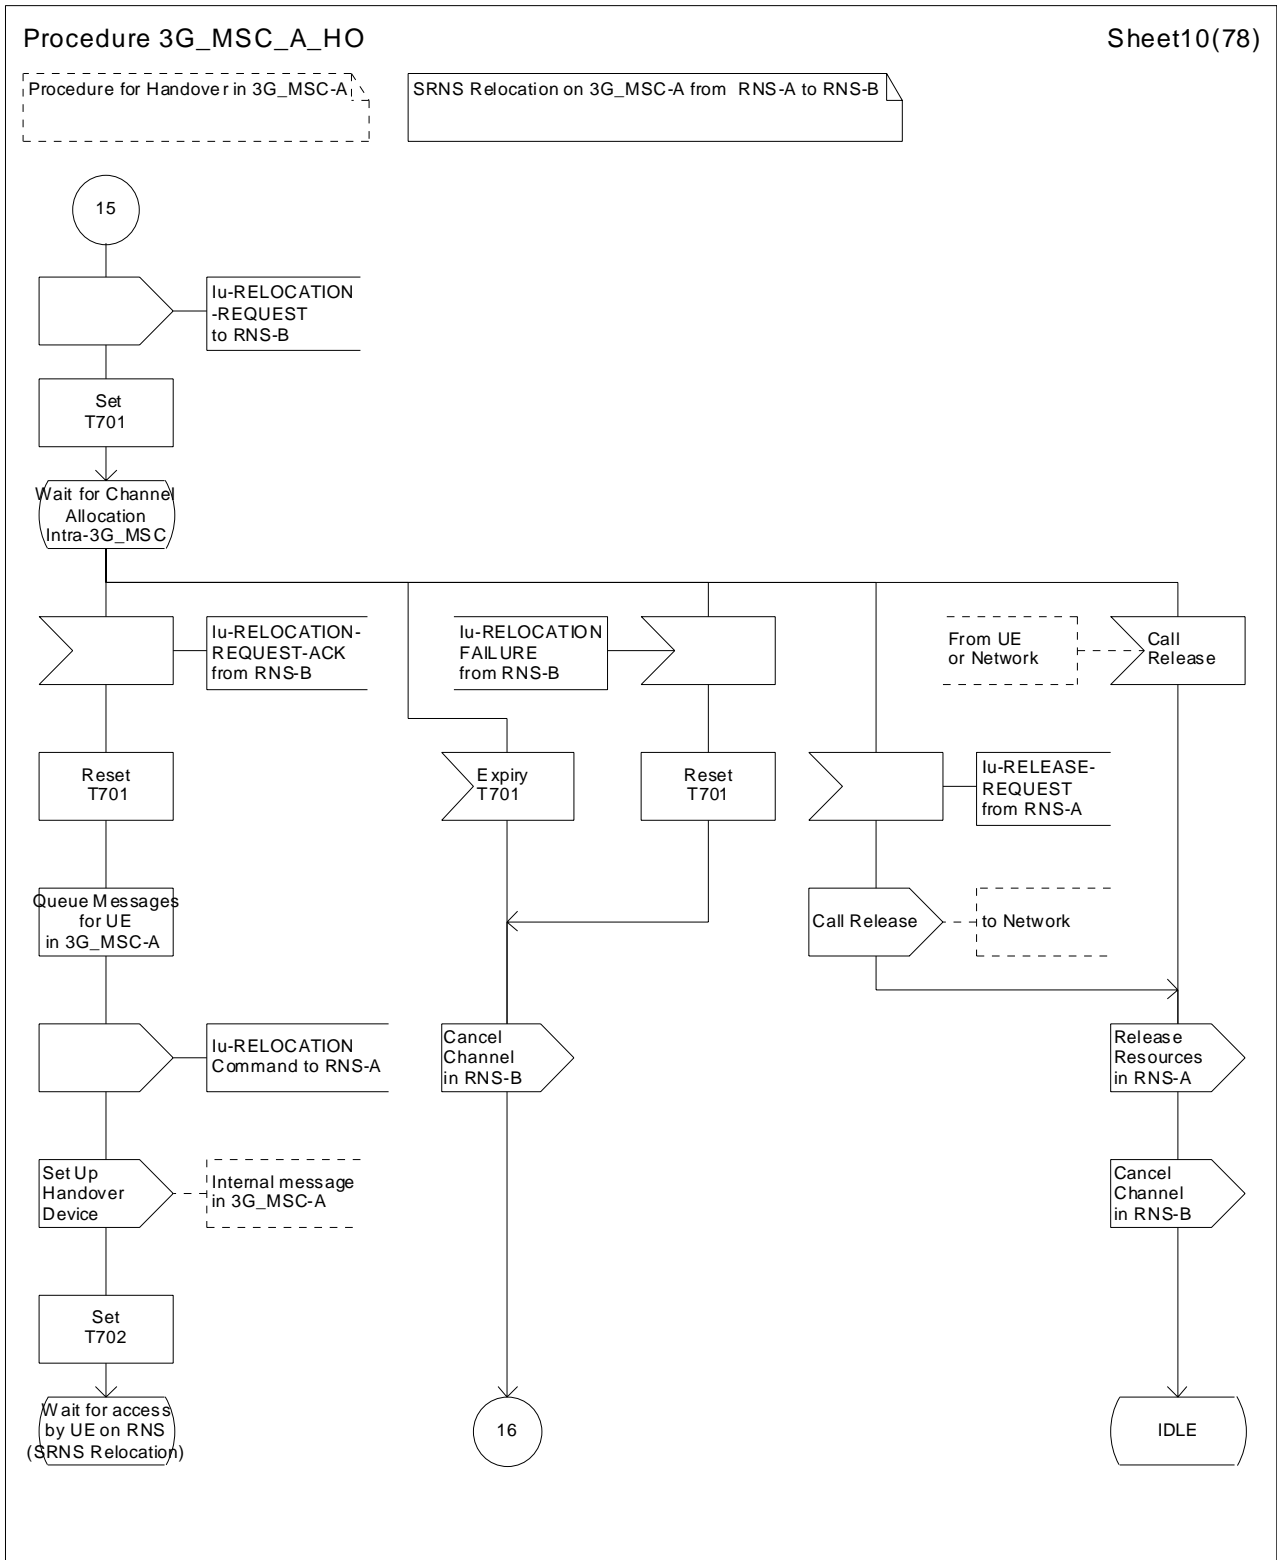 Procedure 3G_MSC_A_HO
Sheet10(78)
Procedure for Handover in 3G_MSC-A
SRNS Relocation on 3G_MSC-A from RNS-A to RNS-B
15
Iu-RELOCATION
-REQUEST
to RNS-B
Set
T701
Wait for Channel
Allocation
Intra-3G_MSC
Iu-RELOCATION-
REQUEST-ACK
from RNS-B
Iu-RELOCATION
FAILURE
from RNS-B
From UE
or Network
Call
Release
Reset
T701
Expiry
T701
Reset
T701
Iu-RELEASE-
REQUEST
from RNS-A
Queue Messages
for UE
in 3G_MSC-A
Call Release
to Network
Iu-RELOCATION
Command to RNS-A
Cancel
Channel
in RNS-B
Release
Resources
in RNS-A
Set Up
Handover
Device
Internal message
in 3G_MSC-A
Cancel
Channel
in RNS-B
Set
T702
Wait for access
by UE on RNS
(SRNS Relocation)
16
IDLE